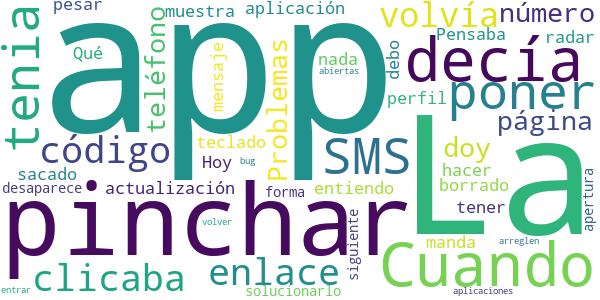 pesar
muestra
aplicación
volvía
número
tenia
Qué
app
teléfono
mensaje
Problemas
nada
abiertas
debo
Pensaba
radar
decía
perfil
poner
página
código
teclado
SMS
La
doy
hacer
borrado
sacado
Hoy
bug
desaparece
actualización
forma
entiendo
tener
apertura
pinchar
volver
siguiente
Cuando
manda
arreglen
clicaba
enlace
entrar
solucionarlo
aplicaciones